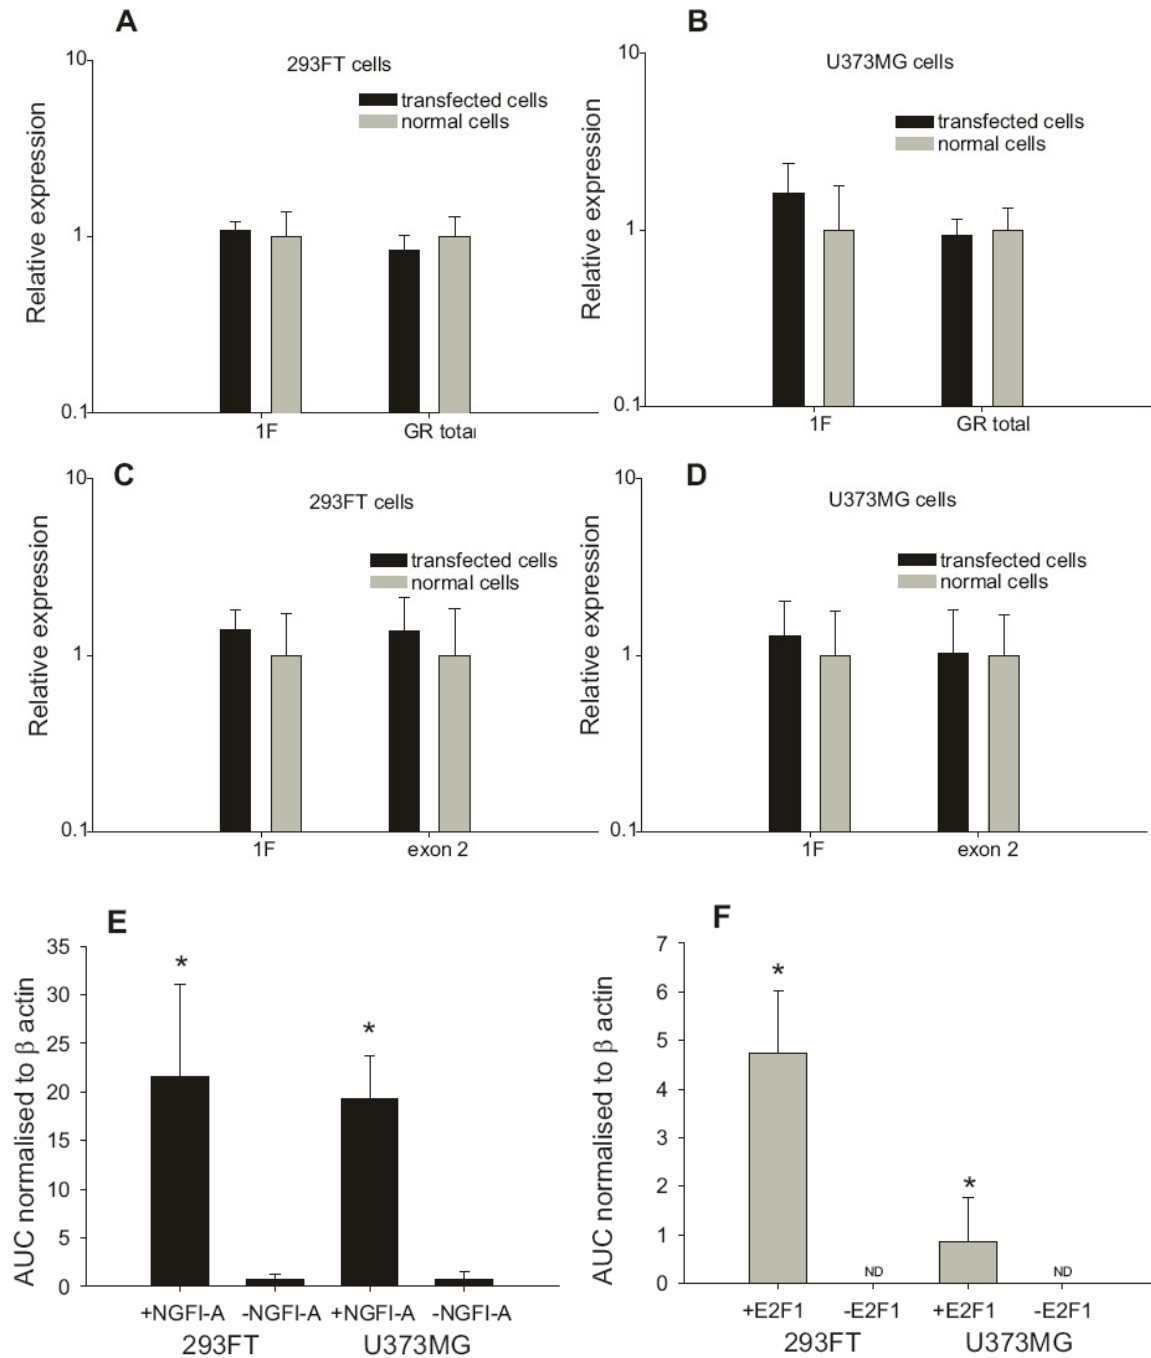 A
293FT cells
transfected cells
normal cells
Relative expression
10
1
0.1
1F
GR total
B
U373MG cells
transfected cells
normal cells
Relative expression
10
1
0.1
1F
GR total
C
293FT cells
transfected cells
normal cells
Relative expression
10
1
0.1
1F
exon 2
D
U373MG cells
transfected cells
normal cells
Relative expression
10
1
0.1
1F
exon 2
E
AUC normalised to β actin
35
30
25
20
15
10
5
0
*
*
+NGFI-A -NGFI-A +NGFI-A -NGFI-A
293FT U373MG
F
AUC normalised to β actin
7
6
5
4
3
2
1
0
*
*
ND
ND
+E2F1 -E2F1 +E2F1 -E2F1
293FT U373MG